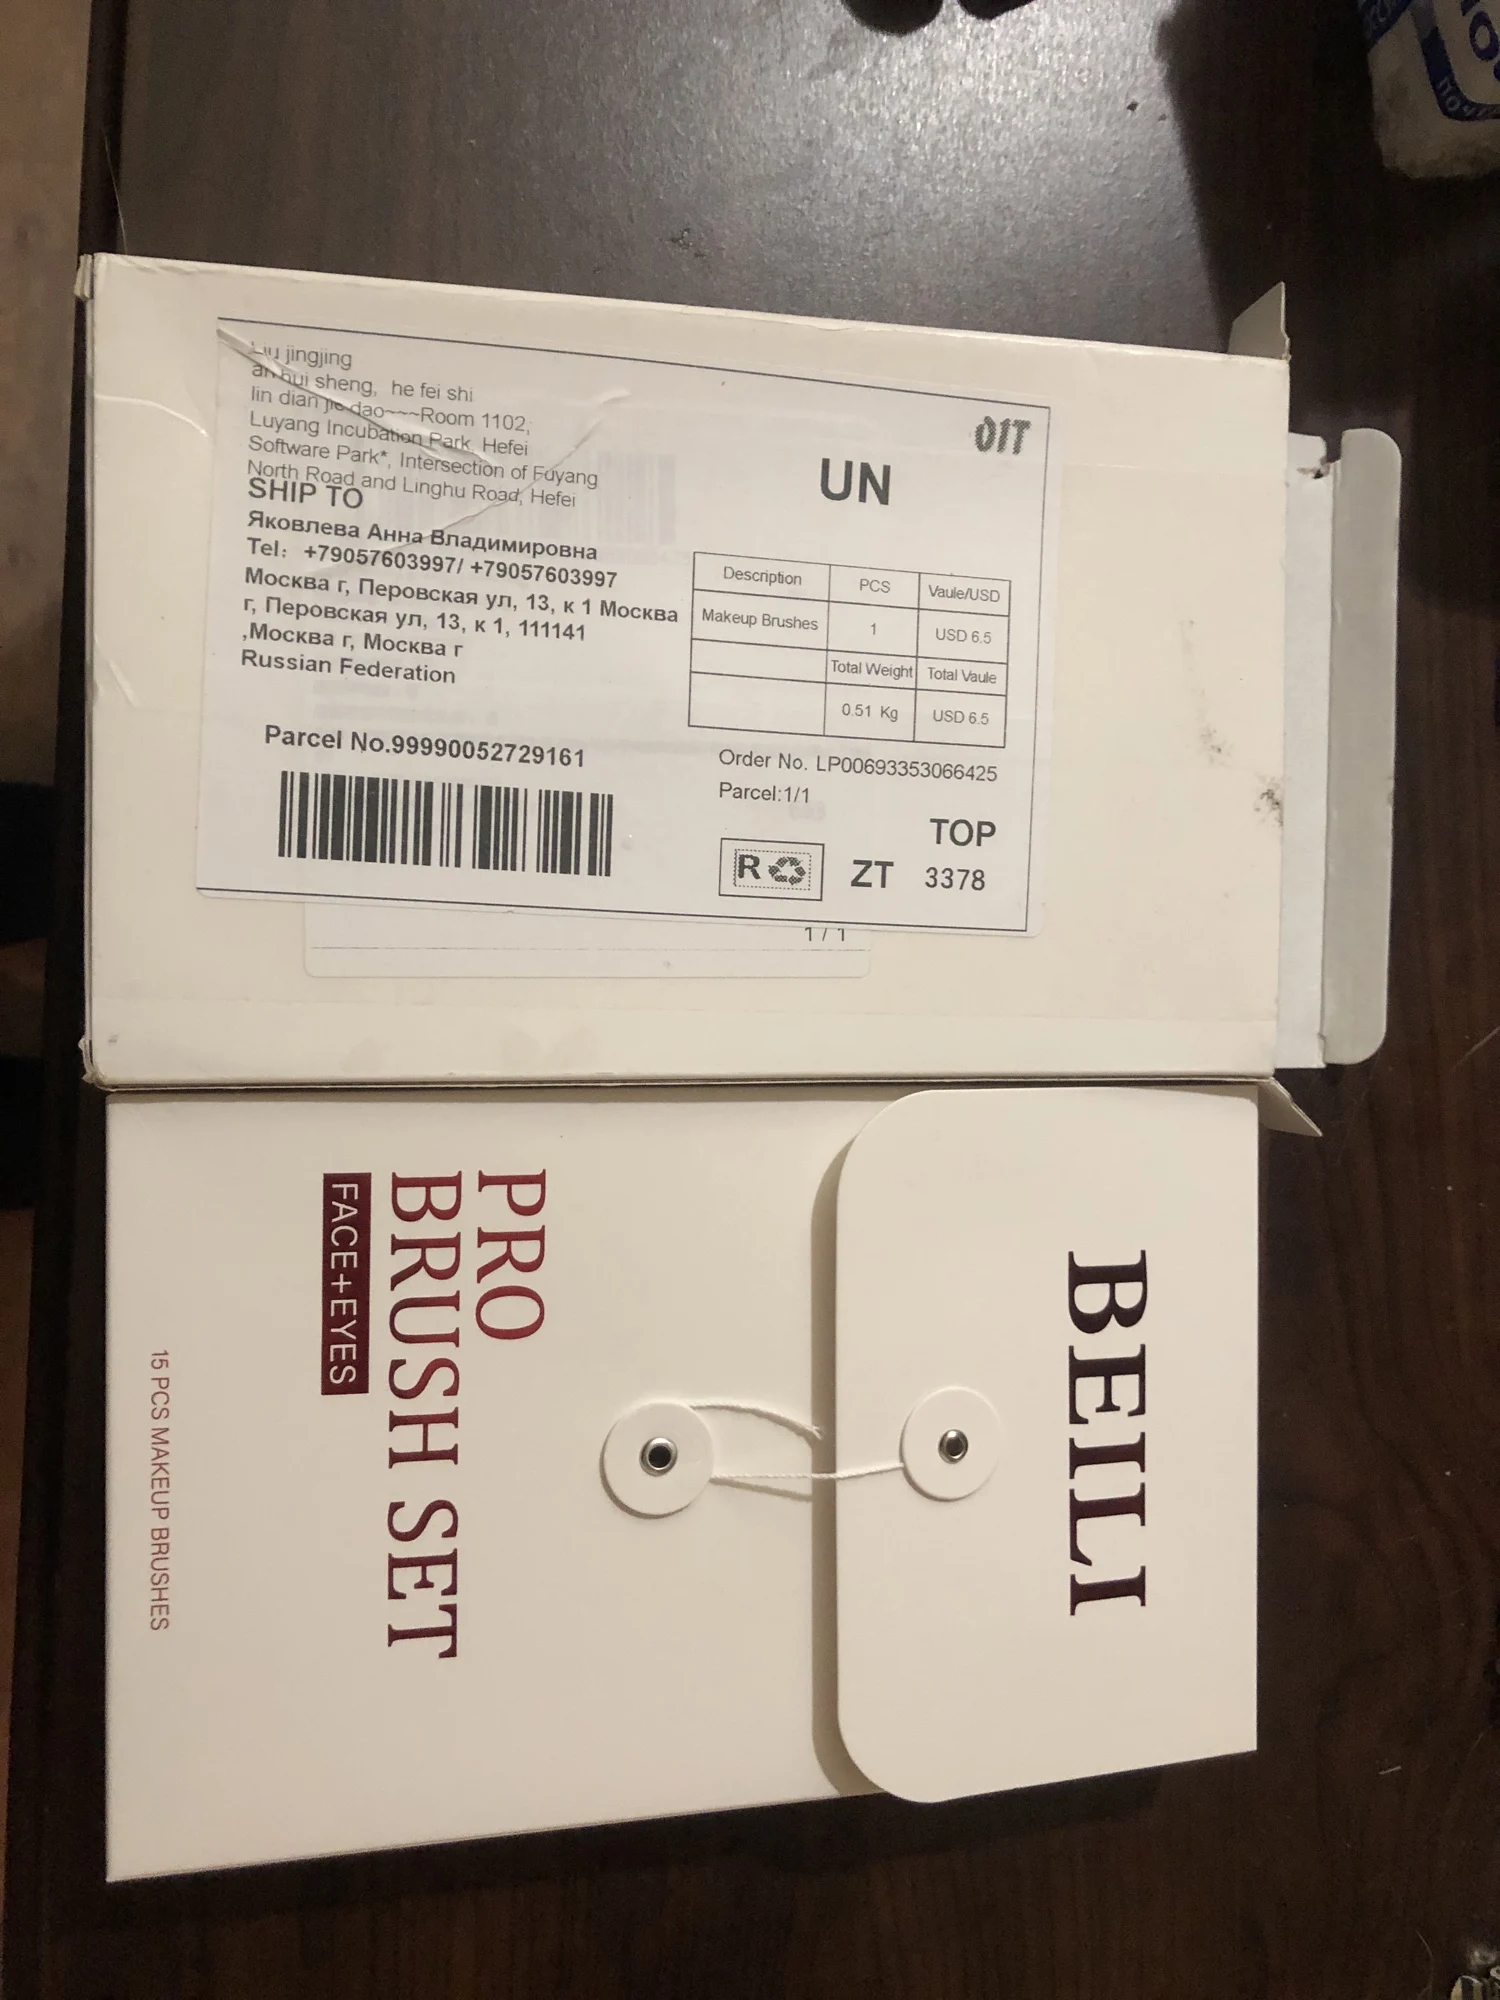 Liu jingjing
an hui sheng, he fei shi
lin dian jie dao~~~Room 1102,
Luyang Incubation Park, Hefei
Software Park*, Intersection of Fuyang
North Road and Linghu Road, Hefei
SHIP TO
Яковлева Анна Владимировна
Tel: +79057603997/ +79057603997
Москва г, Перовская ул, 13, к 1 Москва
г, Перовская ул, 13, к 1, 111141
,Москва г, Москва г
Russian Federation
Parcel No.99990052729161
UN
Description PCS Vaule/USD
Makeup Brushes 1 USD 6.5
Total Weight Total Vaule
0.51 Kg USD 6.5
Order No. LP00693353066425
Parcel:1/1
TOP
R ZT 3378
1 / 1
BEILI
PRO
BRUSH SET
FACE+EYES
15 PCS MAKEUP BRUSHES